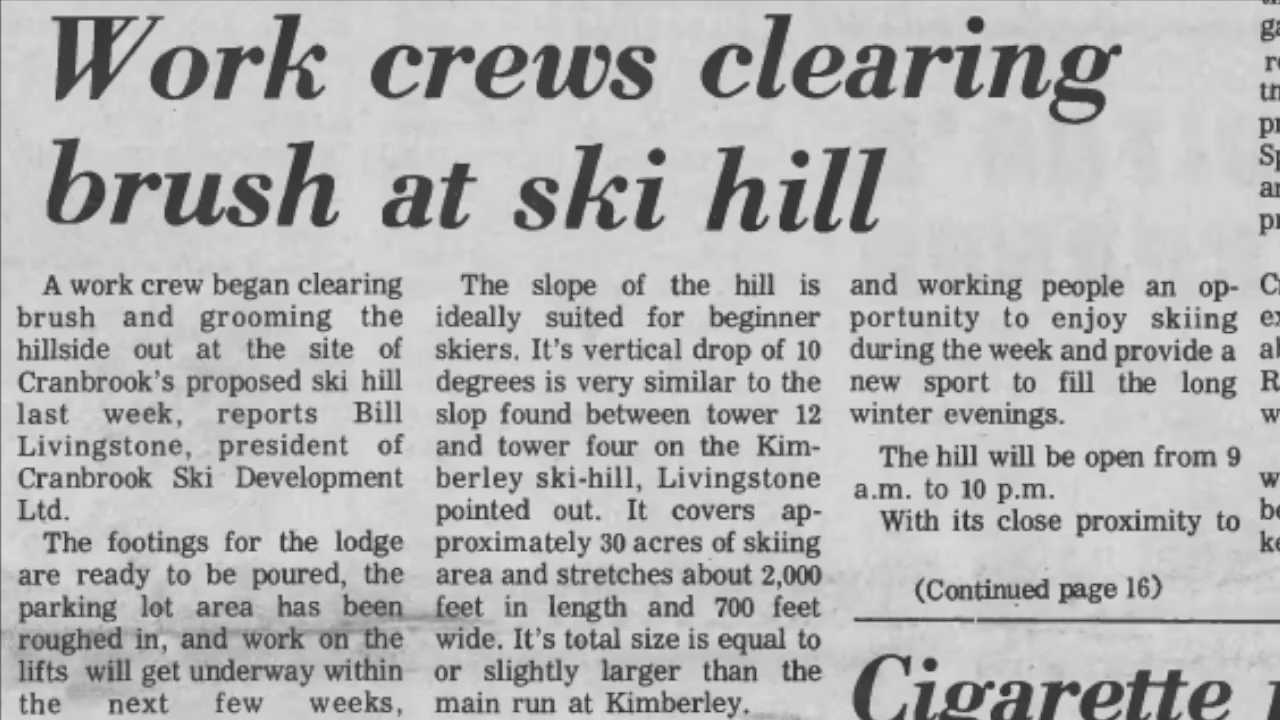 Work crews clearing
brush at ski hill
A work crew began clearing
brush and grooming the
hillside out at the site of
Cranbrook's proposed ski hill
last week, reports Bill
Livingstone, president of
Cranbrook Ski Development
Ltd.
The footings for the lodge
are ready to be poured, the
parking lot area has been
roughed in, and work on the
lifts will get underway within
the next few weeks,
The slope of the hill is
ideally suited for beginner
skiers. It's vertical drop of 10
degrees is very similar to the
slop found between tower 12
and tower four on the Kim-
berley ski-hill, Livingstone
pointed out. It covers ap-
proximately 30 acres of skiing
area and stretches about 2,000
feet in length and 700 feet
wide. It's total size is equal to
or slightly larger than the
main run at Kimberley.
and working people an op-
portunity to enjoy skiing
during the week and provide a
new sport to fill the long
winter evenings.
The hill will be open from 9
a.m. to 10 p.m.
With its close proximity to
(Continued page 16)
Cigarette